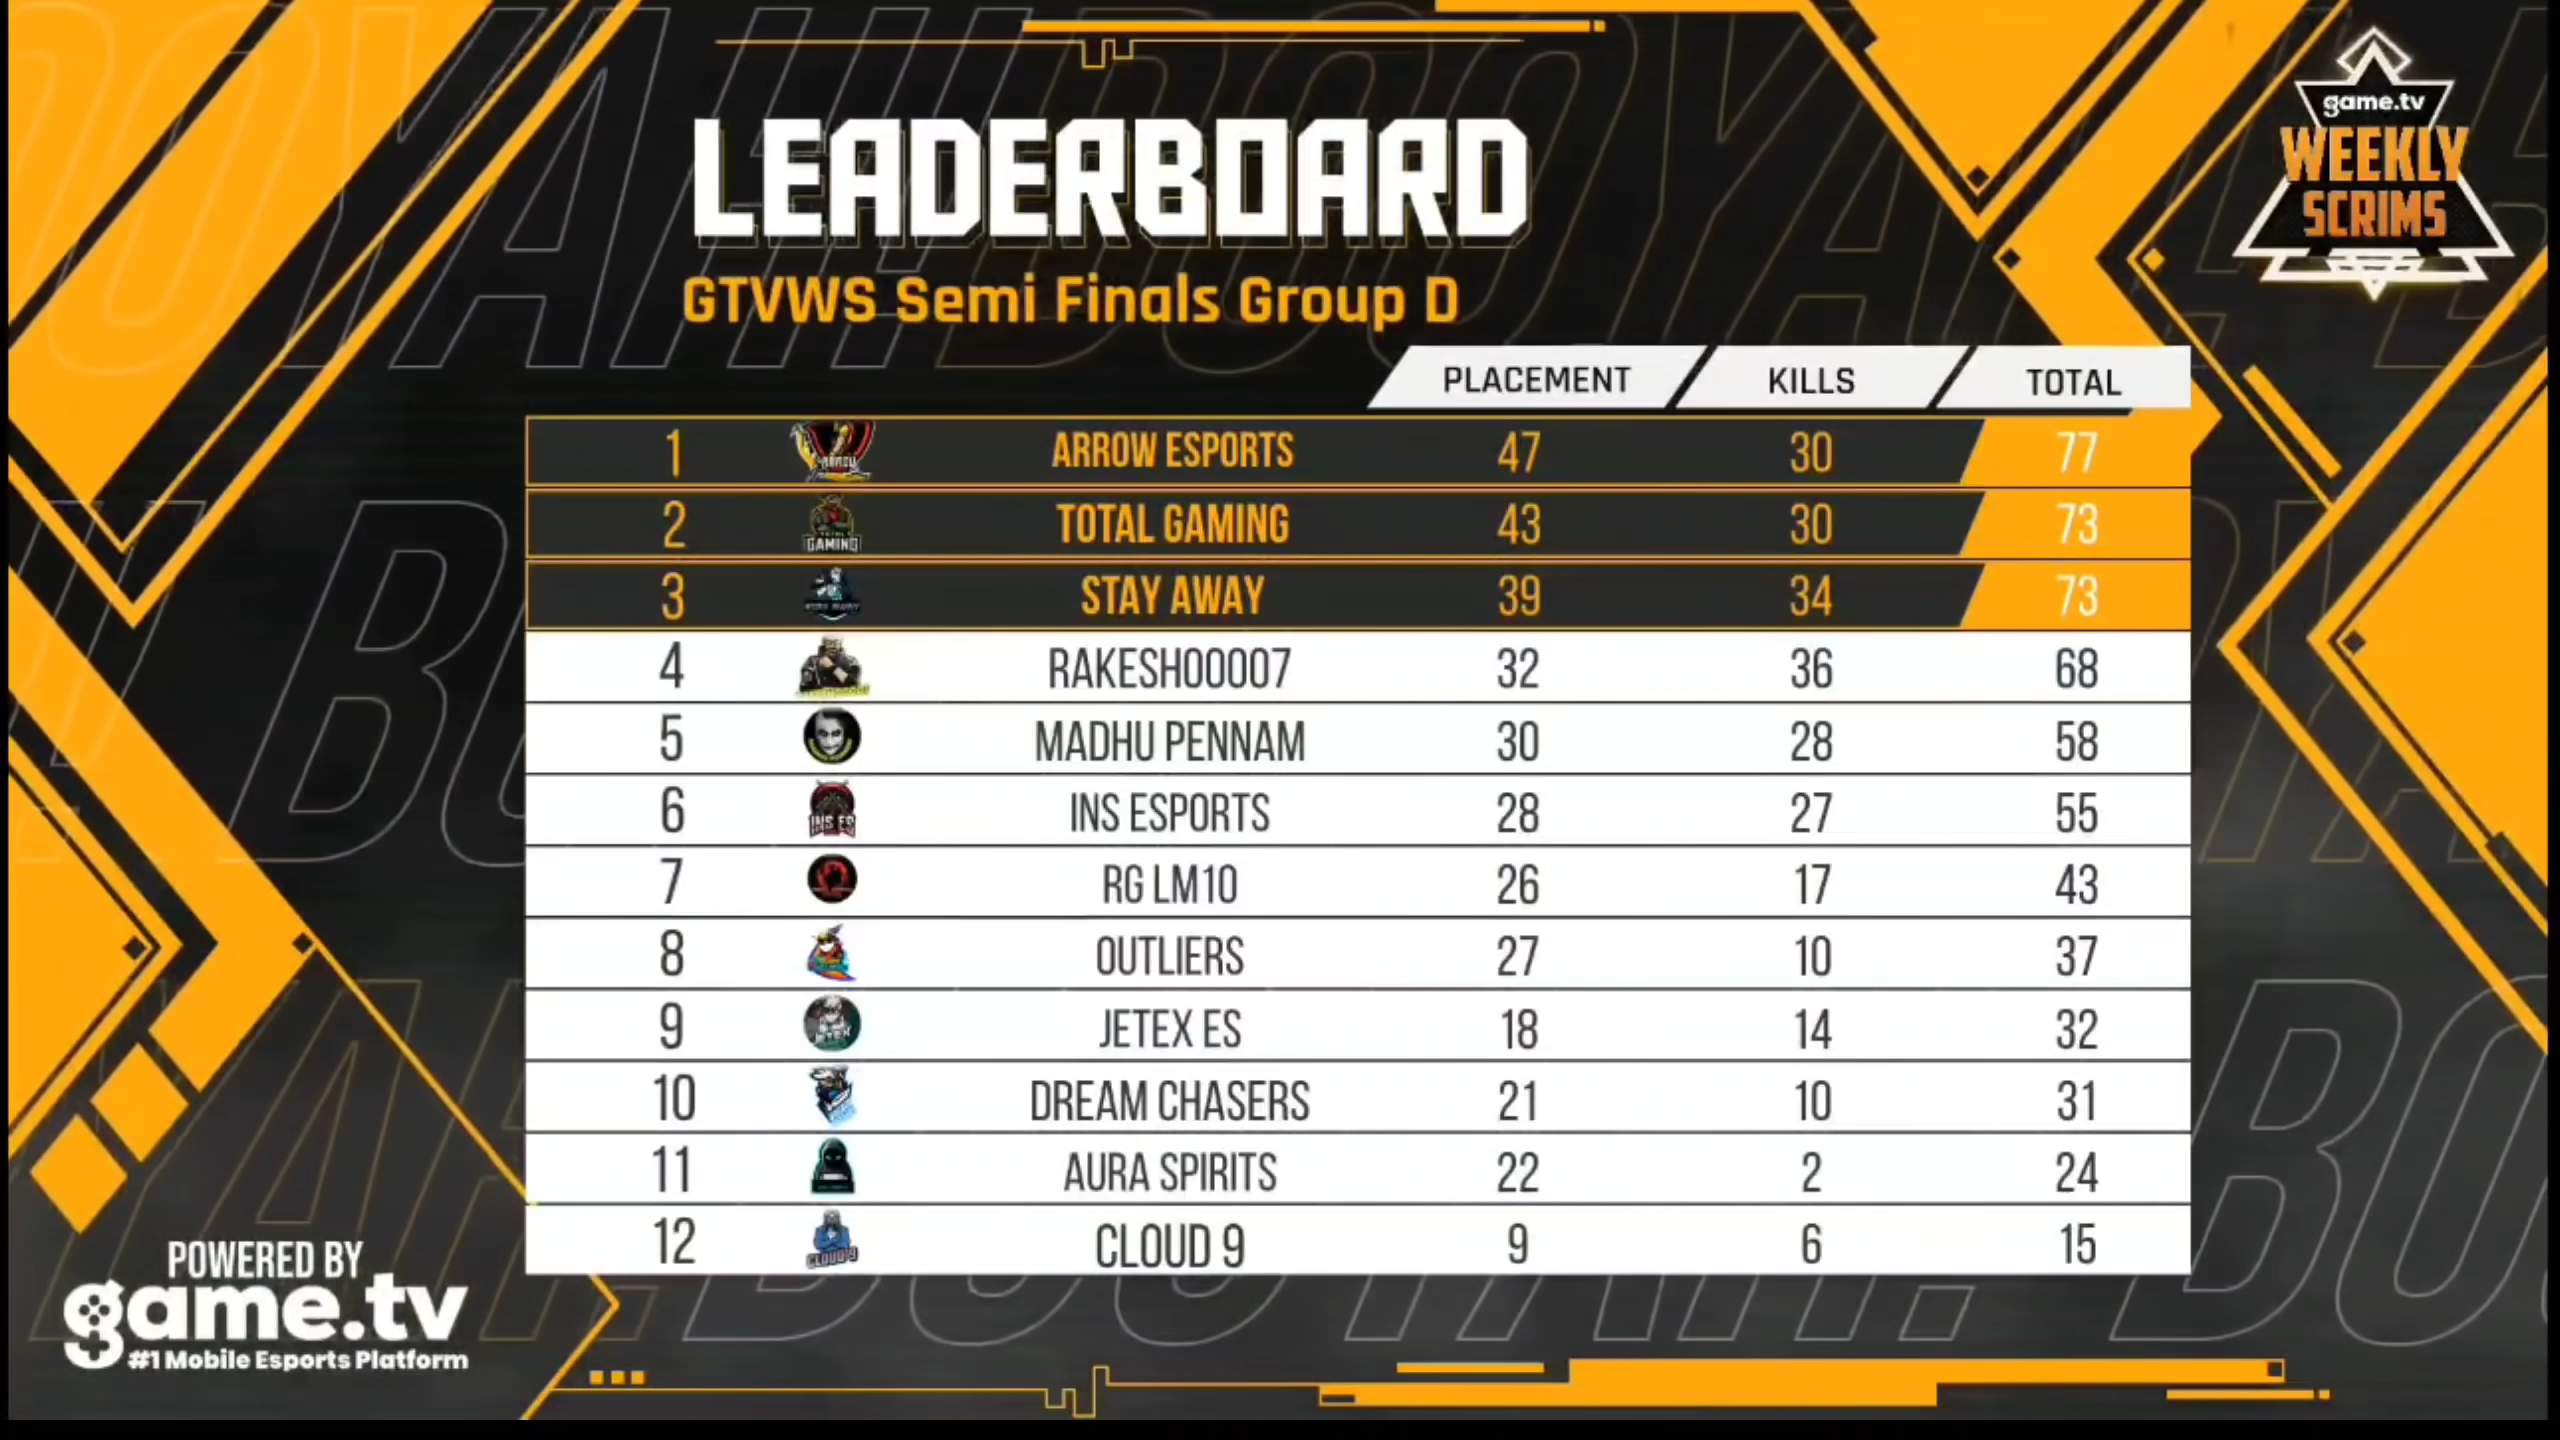 game.tv
WEEKLY
SCRIMS
LEADERBOARD
GTVWS Semi Finals Group D
PLACEMENT KILLS TOTAL
1 ARROW ESPORTS 47 30 77
2 TOTAL GAMING 43 30 73
3 STAY AWAY 39 34 73
4 RAKESH00007 32 36 68
5 MADHU PENNAM 30 28 58
6 INS ESPORTS 28 27 55
7 RG LM10 26 17 43
8 OUTLIERS 27 10 37
9 JETEX ES 18 14 32
10 DREAM CHASERS 21 10 31
11 AURA SPIRITS 22 2 24
12 CLOUD 9 9 6 15
POWERED BY
game.tv
#1 Mobile Esports Platform